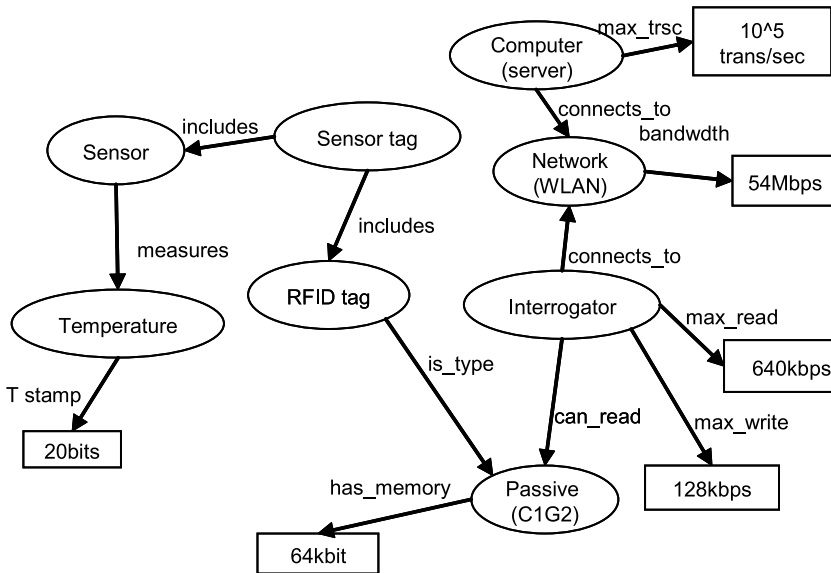 max_trsc
10^5
trans/sec
Computer
(server)
connects_to
bandwdth
includes
Sensor tag
Sensor
Network
(WLAN)
54Mbps
includes
measures
connects_to
RFID tag
Interrogator
Temperature
max_read
is_type
640kbps
T stamp
can_read
max_write
20bits
has_memory
Passive
(C1G2)
128kbps
64kbit